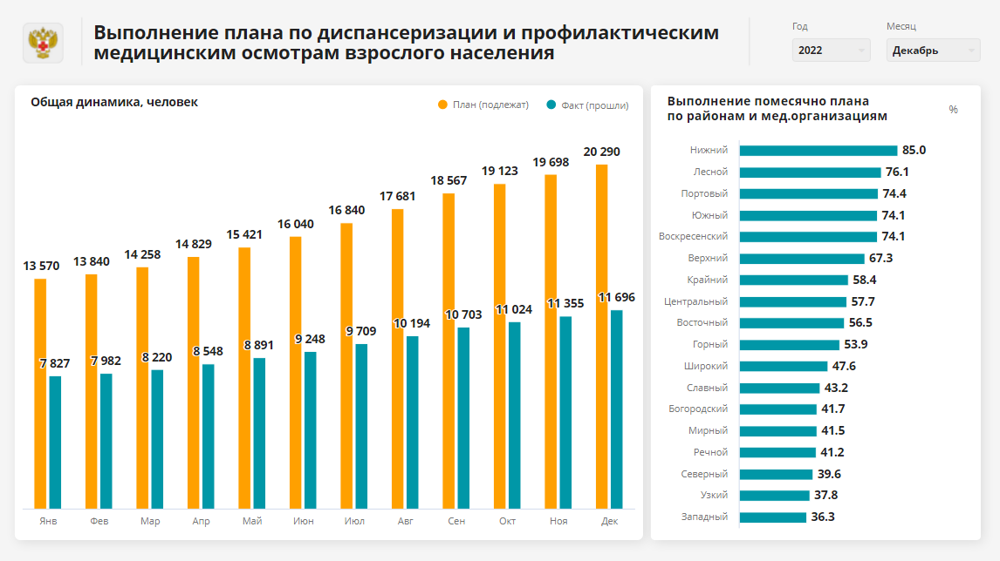 Выполнение плана по диспансеризации и профилактическим
медицинским осмотрам взрослого населения
Год
2022
Месяц
Декабрь
Общая динамика, человек
План (подлежат)
Факт (прошли)
13 570
7 827
13 840
7 982
14 258
8 220
14 829
8 548
15 421
8 891
16 040
9 248
16 840
9 709
17 681
10 194
18 567
10 703
19 123
11 024
19 698
11 355
20 290
11 696
Янв
Фев
Мар
Апр
Май
Июн
Июл
Авг
Сен
Окт
Ноя
Дек
Выполнение помесячно плана
по районам и мед.организациям
%
Нижний 85.0
Лесной 76.1
Портовый 74.4
Южный 74.1
Воскресенский 74.1
Верхний 67.3
Крайний 58.4
Центральный 57.7
Восточный 56.5
Горный 53.9
Широкий 47.6
Славный 43.2
Богородский 41.7
Мирный 41.5
Речной 41.2
Северный 39.6
Узкий 37.8
Западный 36.3